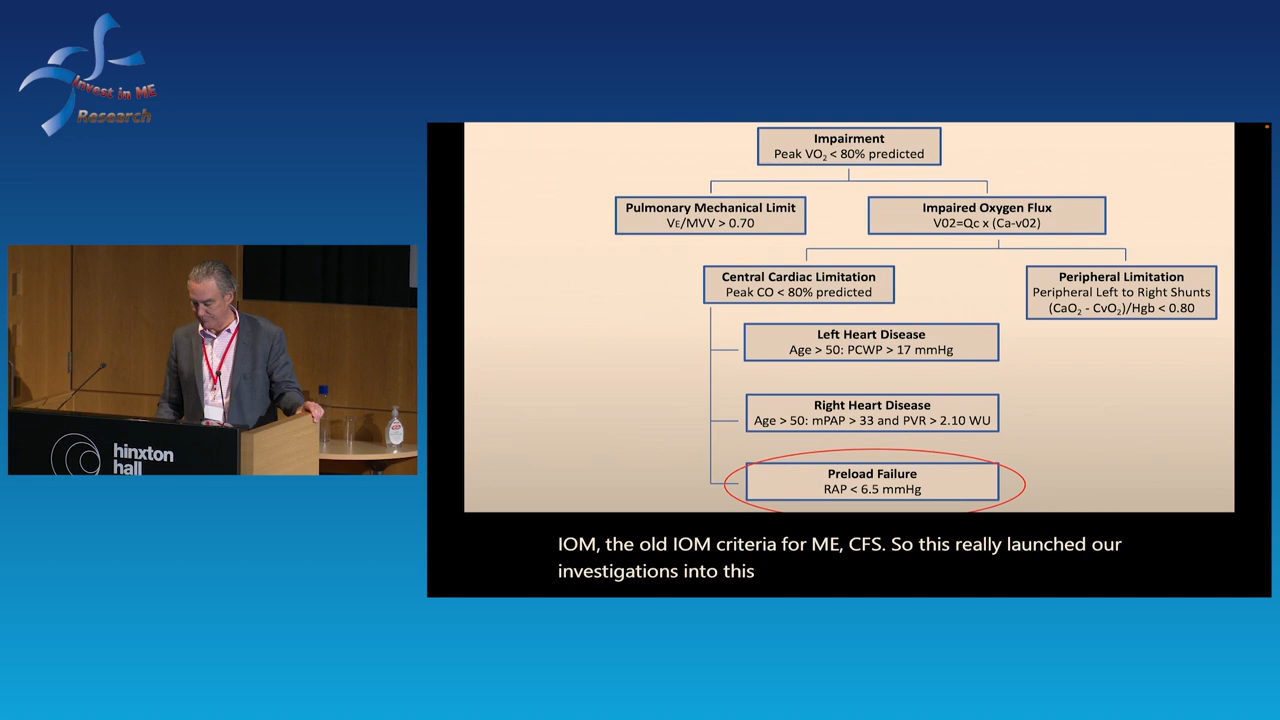 Invest in ME
Research
hinxton
hall
Impairment
Peak VO₂ < 80% predicted
Pulmonary Mechanical Limit
VE/MVV > 0.70
Impaired Oxygen Flux
V02=Qc x (Ca-v02)
Central Cardiac Limitation
Peak CO < 80% predicted
Peripheral Limitation
Peripheral Left to Right Shunts
(CaO₂ - CvO₂)/Hgb < 0.80
Left Heart Disease
Age > 50: PCWP > 17 mmHg
Right Heart Disease
Age > 50: mPAP > 33 and PVR > 2.10 WU
Preload Failure
RAP < 6.5 mmHg
IOM, the old IOM criteria for ME, CFS. So this really launched our
investigations into this